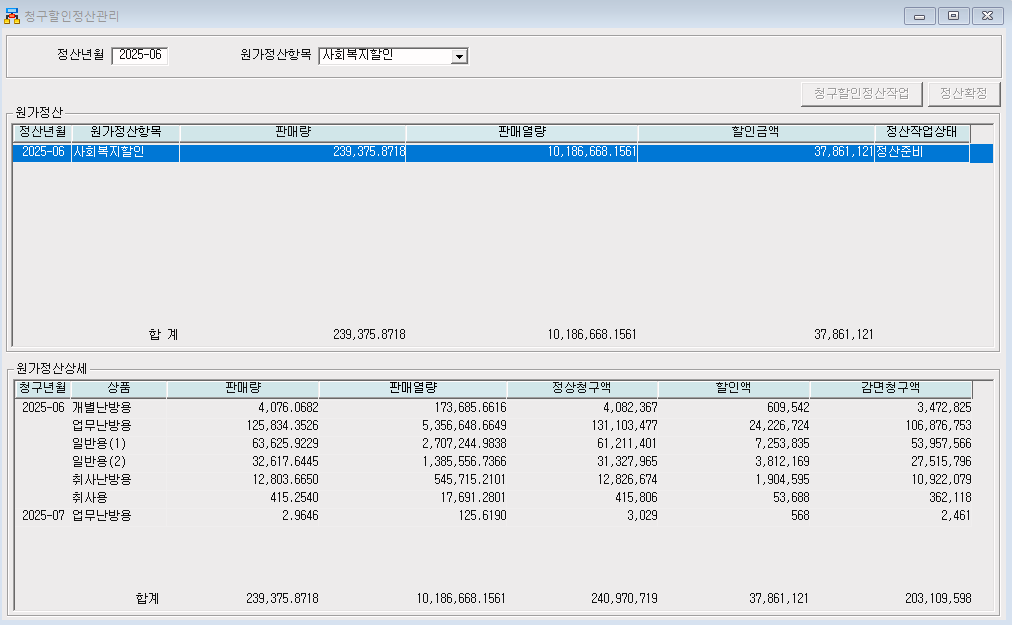 청구할인정산관리
정산년월 2025-06 원가정산항목 사회복지할인
청구할인정산작업 정산확정
원가정산
정산년월 원가정산항목 판매량 판매열량 할인금액 정산작업상태
2025-06 사회복지할인 239,375.8718 10,186,668.1561 37,861,121 정산준비
합 계 239,375.8718 10,186,668.1561 37,861,121
원가정산상세
청구년월 상품 판매량 판매열량 정상청구액 할인액 감면청구액
2025-06 개별난방용 4,076.0682 173,685.6616 4,082,367 609,542 3,472,825
업무난방용 125,834.3526 5,356,648.6649 131,103,477 24,226,724 106,876,753
일반용(1) 63,625.9229 2,707,244.9838 61,211,401 7,253,835 53,957,566
일반용(2) 32,617.6445 1,385,556.7366 31,327,965 3,812,169 27,515,796
취사난방용 12,803.6650 545,715.2101 12,826,674 1,904,595 10,922,079
취사용 415.2540 17,691.2801 415,806 53,688 362,118
2025-07 업무난방용 2.9646 125.6190 3,029 568 2,461
합계 239,375.8718 10,186,668.1561 240,970,719 37,861,121 203,109,598